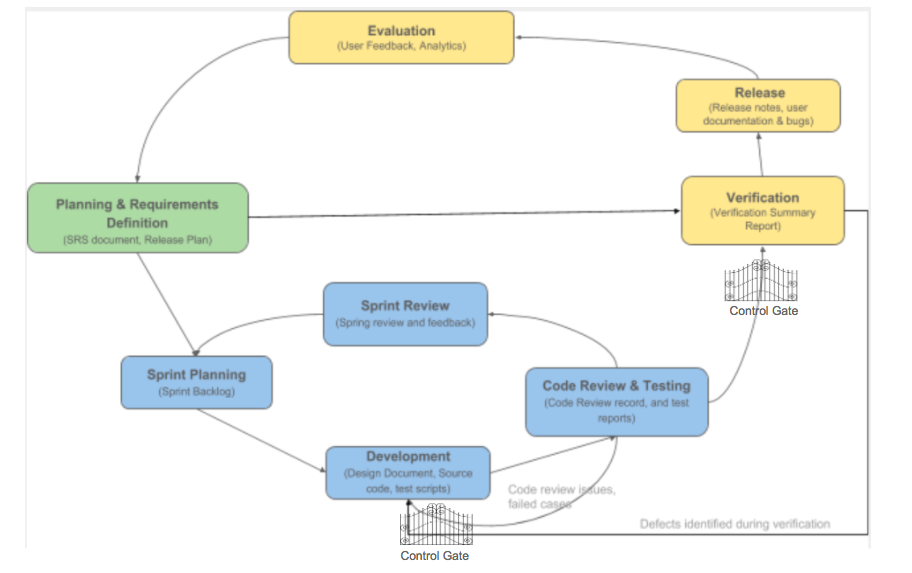 Evaluation
(User Feedback, Analytics)
Release
(Release notes, user
documentation & bugs)
Planning & Requirements
Definition
(SRS document, Release Plan)
Verification
(Verification Summary
Report)
Control Gate
Sprint Review
(Spring review and feedback)
Sprint Planning
(Sprint Backlog)
Code Review & Testing
(Code Review record, and test
reports)
Development
(Design Document, Source
code, test scripts)
Code review issues,
failed cases
Defects identified during verification
Control Gate